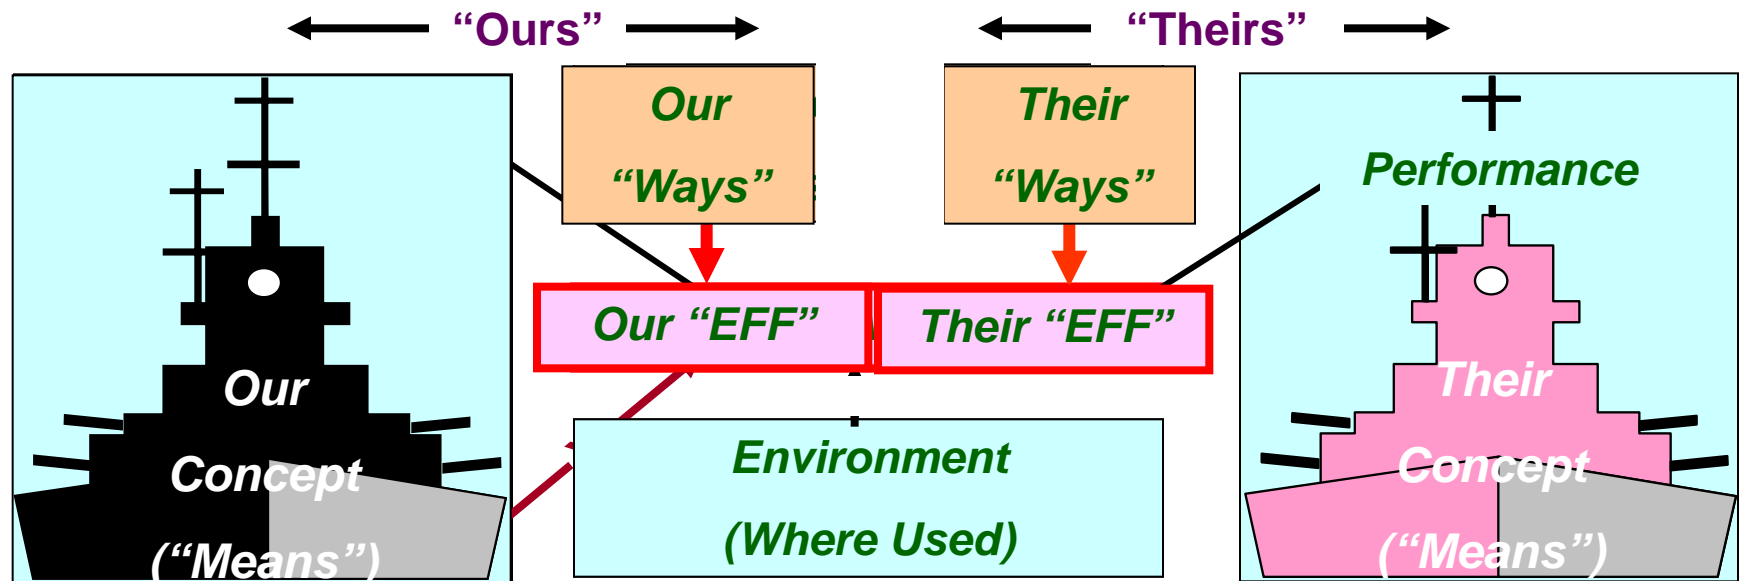 “Ours”
“Theirs”
Our
“Ways”
Their
“Ways”
Performance
Our “EFF”
Their “EFF”
Our
Concept
(“Means”)
Environment
(Where Used)
Their
Concept
(“Means”)